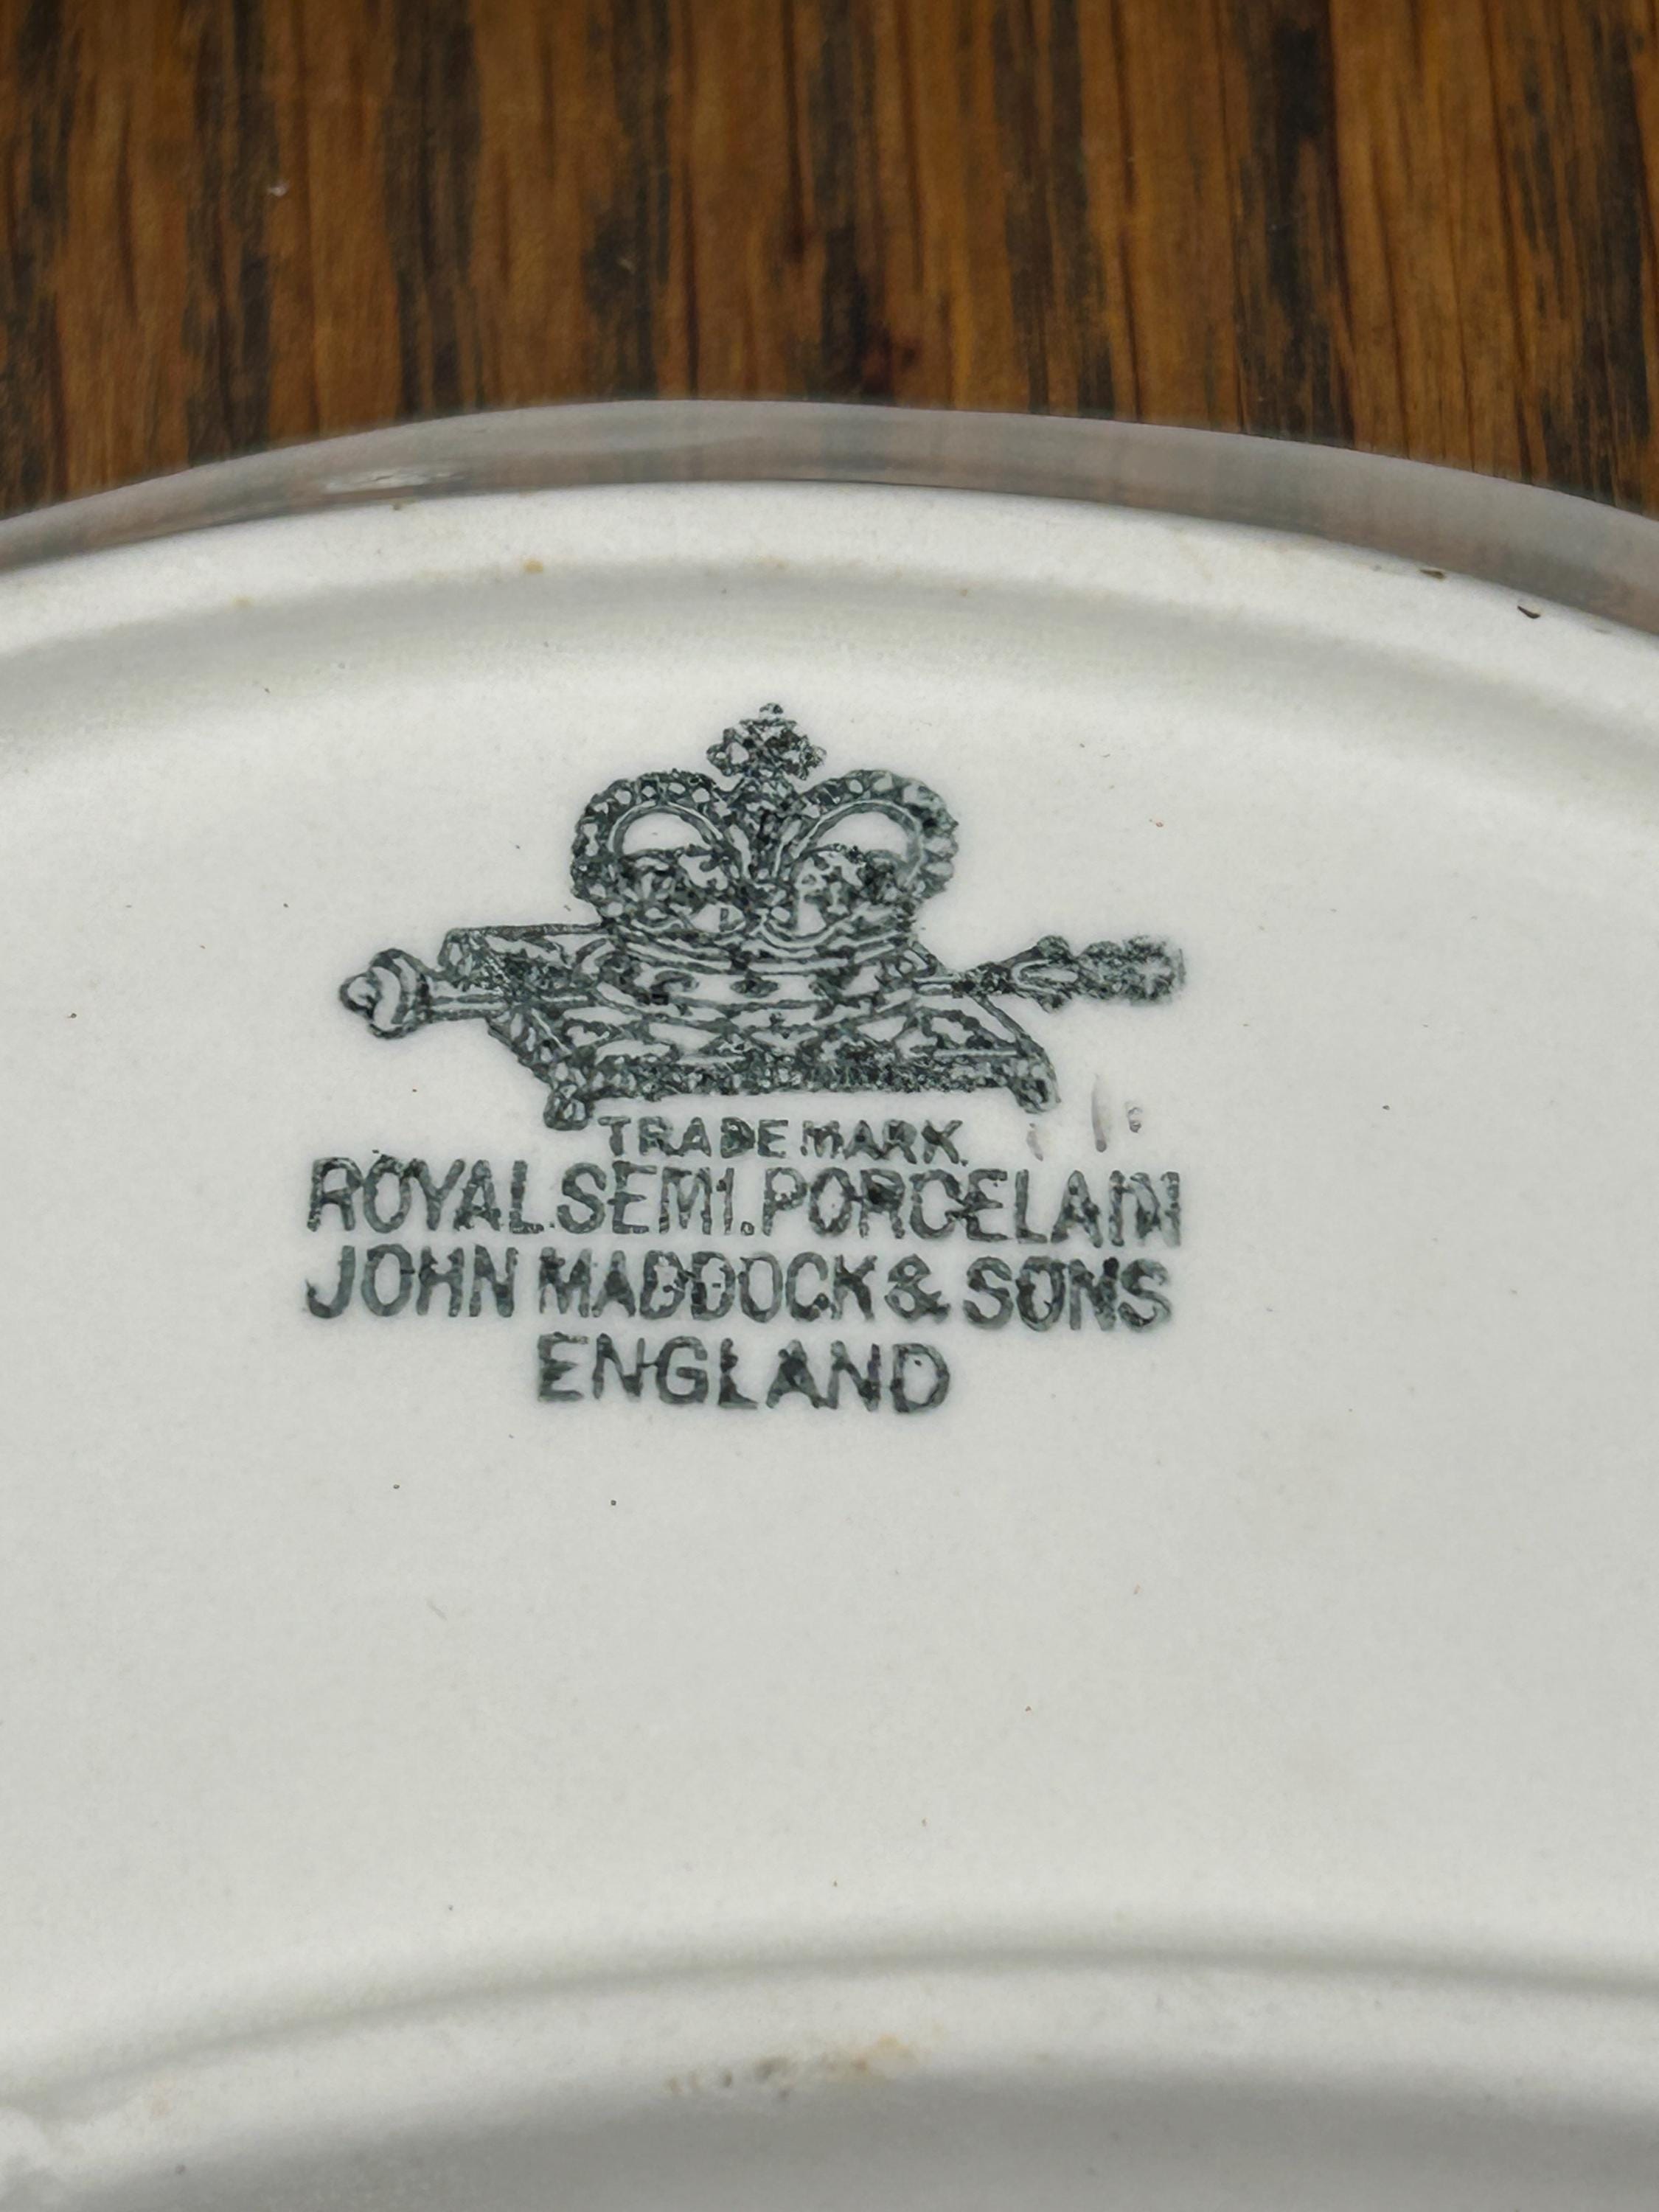 TRADE MARK
ROYAL.SEMI.PORCELAIN
JOHN MADDOCK & SONS
ENGLAND